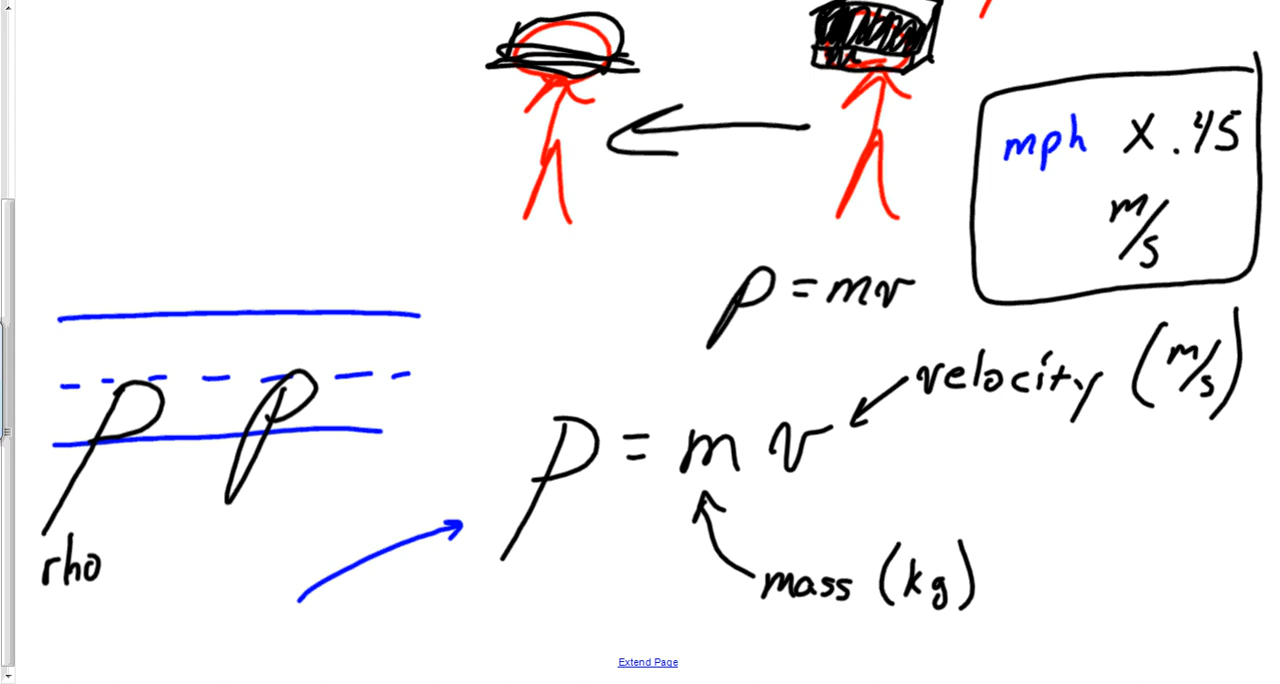 mph X .45
m/s
p = mv
velocity (m/s)
p p
p = m v
rho
mass (kg)
Extend Page